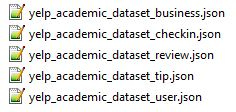 yelp_academic_dataset_business.json
yelp_academic_dataset_checkin.json
yelp_academic_dataset_review.json
yelp_academic_dataset_tip.json
yelp_academic_dataset_user.json